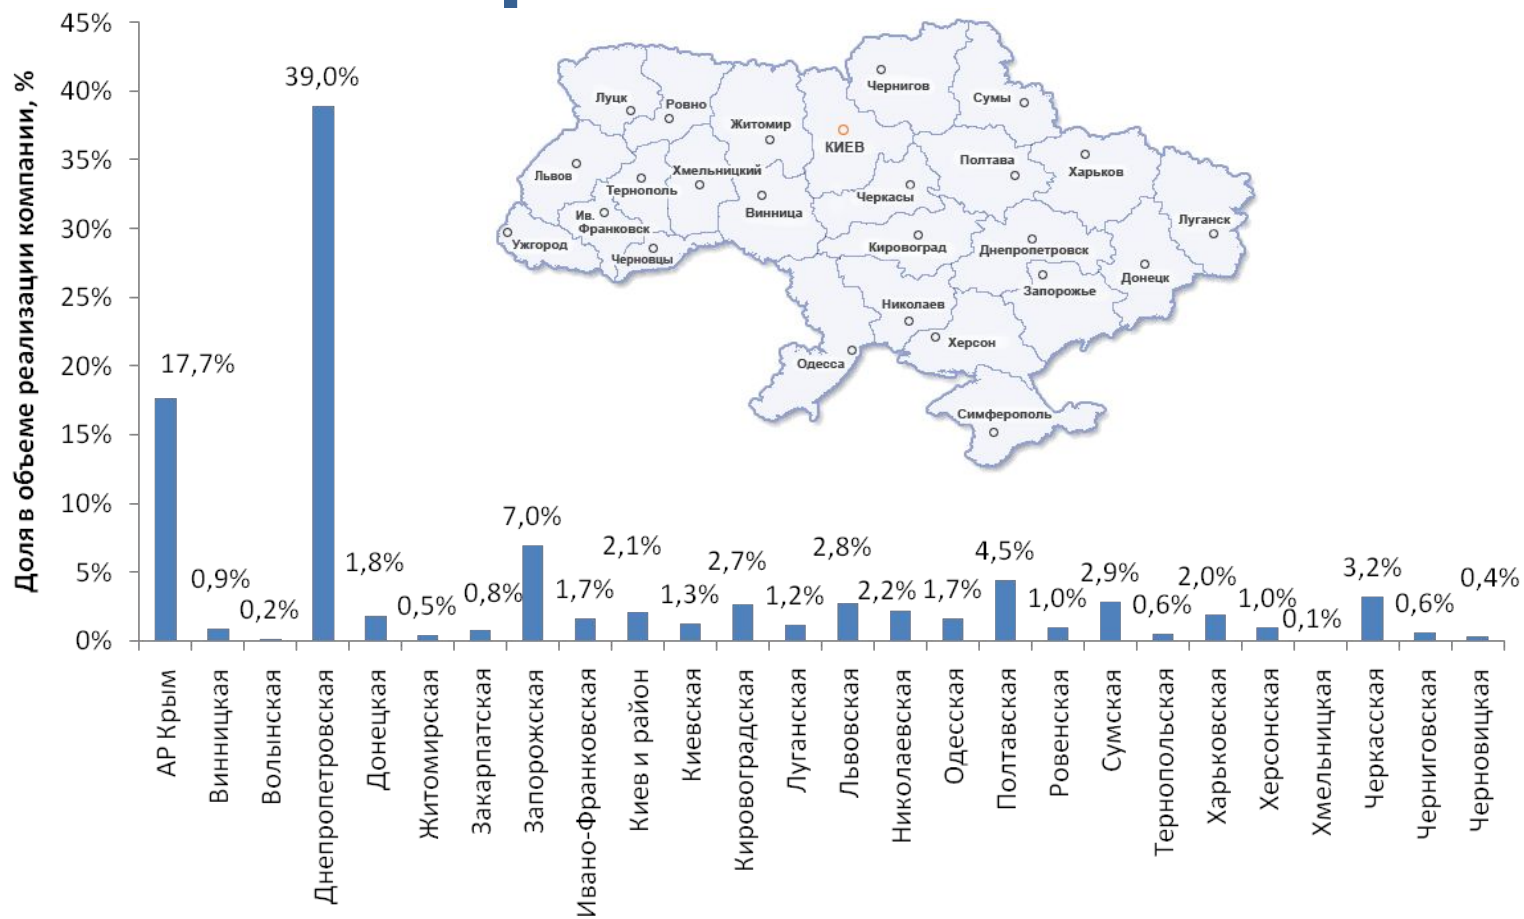 Доля в объеме реализации компании, %
45%
40%
35%
30%
25%
20%
15%
10%
5%
0%
17,7%
0,9%
0,2%
39,0%
1,8%
0,5%
0,8%
7,0%
1,7%
2,1%
1,3%
2,7%
1,2%
2,8%
2,2%
1,7%
4,5%
1,0%
2,9%
0,6%
2,0%
1,0%
0,1%
3,2%
0,6%
0,4%
АР Крым
Винницкая
Волынская
Днепропетровская
Донецкая
Житомирская
Закарпатская
Запорожская
Ивано-Франковская
Киев и район
Киевская
Кировоградская
Луганская
Львовская
Николаевская
Одесская
Полтавская
Ровенская
Сумская
Тернопольская
Харьковская
Херсонская
Хмельницкая
Черкасская
Черниговская
Черновицкая
Чернигов
Луцк
Ровно
Сумы
Житомир
КИЕВ
Полтава
Харьков
Львов
Хмельницкий
Тернополь
Черкасы
Винница
Ив.
Франковск
Луганск
Ужгород
Черновцы
Кировоград
Днепропетровск
Донецк
Запорожье
Николаев
Херсон
Одесса
Симферополь